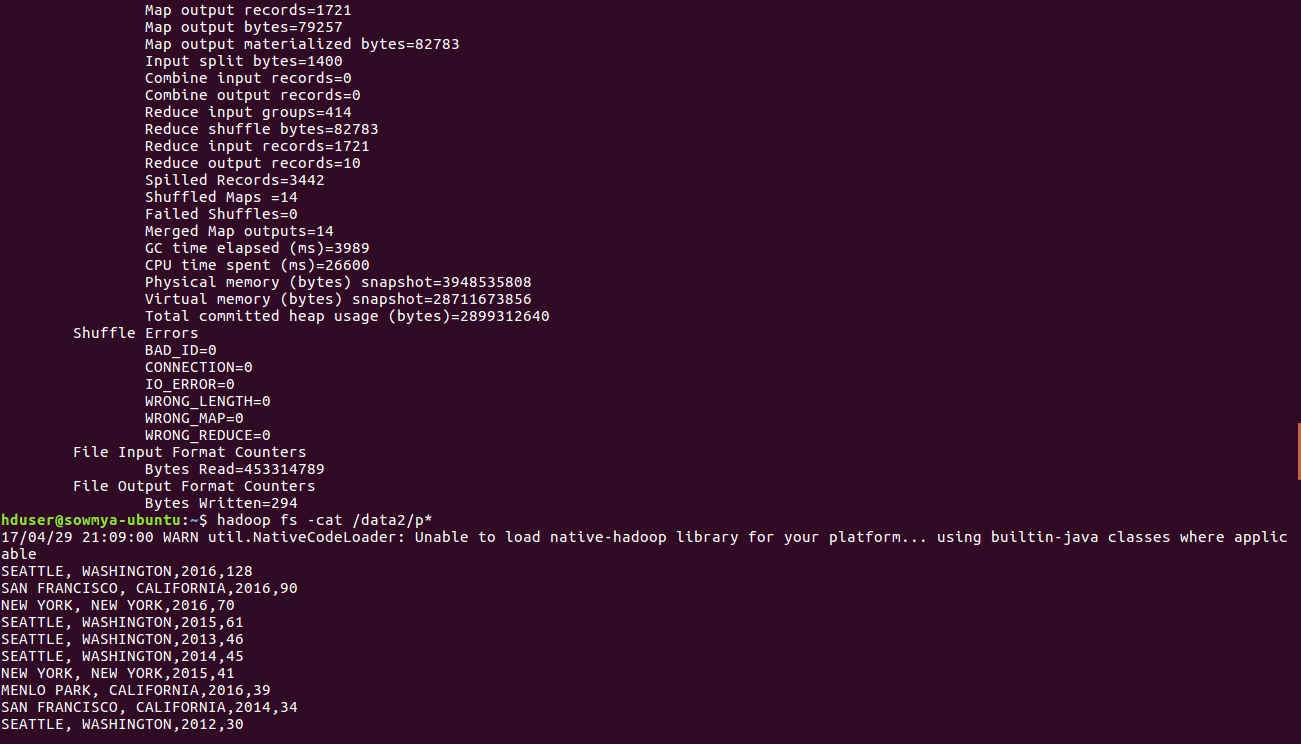 Map output records=1721
Map output bytes=79257
Map output materialized bytes=82783
Input split bytes=1400
Combine input records=0
Combine output records=0
Reduce input groups=414
Reduce shuffle bytes=82783
Reduce input records=1721
Reduce output records=10
Spilled Records=3442
Shuffled Maps =14
Failed Shuffles=0
Merged Map outputs=14
GC time elapsed (ms)=3989
CPU time spent (ms)=26600
Physical memory (bytes) snapshot=3948535808
Virtual memory (bytes) snapshot=28711673856
Total committed heap usage (bytes)=2899312640
Shuffle Errors
BAD_ID=0
CONNECTION=0
IO_ERROR=0
WRONG_LENGTH=0
WRONG_MAP=0
WRONG_REDUCE=0
File Input Format Counters
Bytes Read=453314789
File Output Format Counters
Bytes Written=294
hduser@sowmya-ubuntu:~$ hadoop fs -cat /data2/p*
17/04/29 21:09:00 WARN util.NativeCodeLoader: Unable to load native-hadoop library for your platform... using builtin-java classes where applic
able
SEATTLE, WASHINGTON,2016,128
SAN FRANCISCO, CALIFORNIA,2016,90
NEW YORK, NEW YORK,2016,70
SEATTLE, WASHINGTON,2015,61
SEATTLE, WASHINGTON,2013,46
SEATTLE, WASHINGTON,2014,45
NEW YORK, NEW YORK,2015,41
MENLO PARK, CALIFORNIA,2016,39
SAN FRANCISCO, CALIFORNIA,2014,34
SEATTLE, WASHINGTON,2012,30